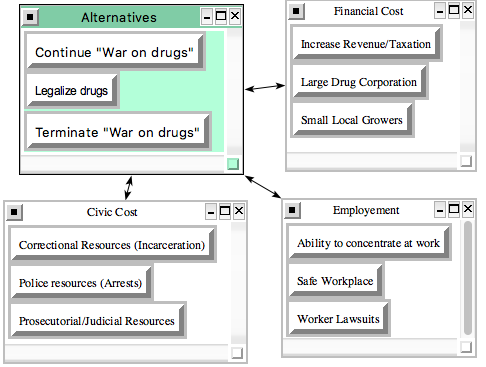 Alternatives
Continue "War on drugs"
Legalize drugs
Terminate "War on drugs"
Financial Cost
Increase Revenue/Taxation
Large Drug Corporation
Small Local Growers
Civic Cost
Correctional Resources (Incarceration)
Police resources (Arrests)
Prosecutorial/Judicial Resources
Employement
Ability to concentrate at work
Safe Workplace
Worker Lawsuits